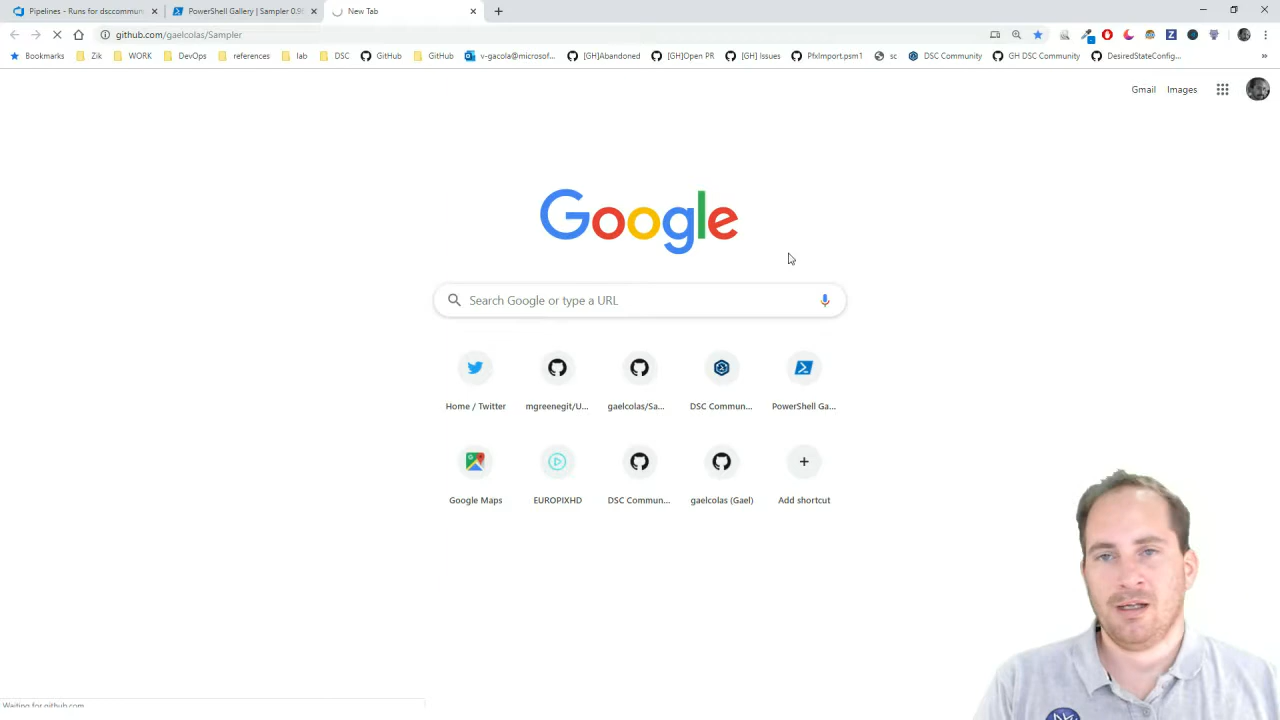 Pipelines - Runs for dsccommun
PowerShell Gallery | Sampler 0.90
New Tab
github.com/gaelcolas/Sampler
Bookmarks
Zik
WORK
DevOps
references
lab
DSC
GitHub
GitHub
v-gacola@microsof...
[GH]Abandoned
[GH]Open PR
[GH] Issues
PfxImport.psm1
sc
DSC Community
GH DSC Community
DesiredStateConfig...
Gmail
Images
Google
Search Google or type a URL
Home / Twitter
mgreenegit/U...
gaelcolas/Sa...
DSC Commun...
PowerShell Ga...
Google Maps
EUROPIXHD
DSC Commun...
gaelcolas (Gael)
Add shortcut
Waiting for github.com